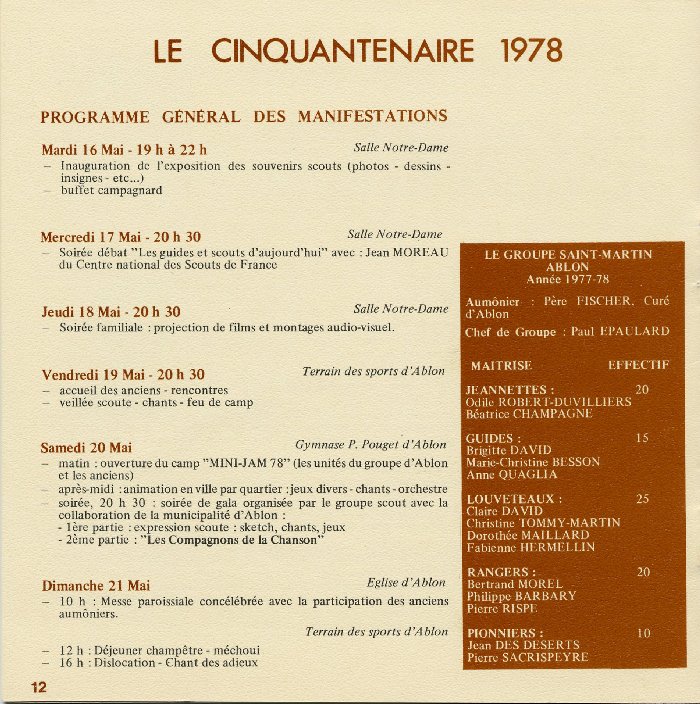 LE CINQUANTENAIRE 1978
PROGRAMME GÉNÉRAL DES MANIFESTATIONS
Mardi 16 Mai - 19 h à 22 h
Salle Notre-Dame
– Inauguration de l'exposition des souvenirs scouts (photos - dessins -
insignes - etc...)
– buffet campagnard
Mercredi 17 Mai - 20 h 30
Salle Notre-Dame
– Soirée débat "Les guides et scouts d'aujourd'hui" avec : Jean MOREAU
du Centre national des Scouts de France
Jeudi 18 Mai - 20 h 30
Salle Notre-Dame
– Soirée familiale : projection de films et montages audio-visuel.
Vendredi 19 Mai - 20 h 30
Terrain des sports d'Ablon
– accueil des anciens - rencontres
– veillée scoute - chants - feu de camp
Samedi 20 Mai
Gymnase P. Pouget d'Ablon
– matin : ouverture du camp "MINI-JAM 78" (les unités du groupe d'Ablon
et les anciens)
– après-midi : animation en ville par quartier : jeux divers - chants - orchestre
soirée, 20 h 30 : soirée de gala organisée par le groupe scout avec la
collaboration de la municipalité d'Ablon :
- 1ère partie : expression scoute : sketch, chants, jeux
- 2ème partie : "Les Compagnons de la Chanson"
Dimanche 21 Mai
Eglise d'Ablon
– 10 h : Messe paroissiale concélébrée avec la participation des anciens
aumôniers.
Terrain des sports d'Ablon
– 12 h : Déjeuner champêtre - méchoui
– 16 h : Dislocation - Chant des adieux
12
LE GROUPE SAINT-MARTIN
ABLON
Année 1977-78
Aumônier : Père FISCHER, Curé
d'Ablon
Chef de Groupe : Paul EPAULARD
MAITRISE EFFECTIF
JEANNETTES : 20
Odile ROBERT-DUVILLIERS
Béatrice CHAMPAGNE
GUIDES : 15
Brigitte DAVID
Marie-Christine BESSON
Anne QUAGLIA
LOUVETEAUX : 25
Claire DAVID
Christine TOMMY-MARTIN
Dorothée MAILLARD
Fabienne HERMELLIN
RANGERS : 20
Bertrand MOREL
Philippe BARBARY
Pierre RISPE
PIONNIERS : 10
Jean DES DESERTS
Pierre SACRISPEYRE